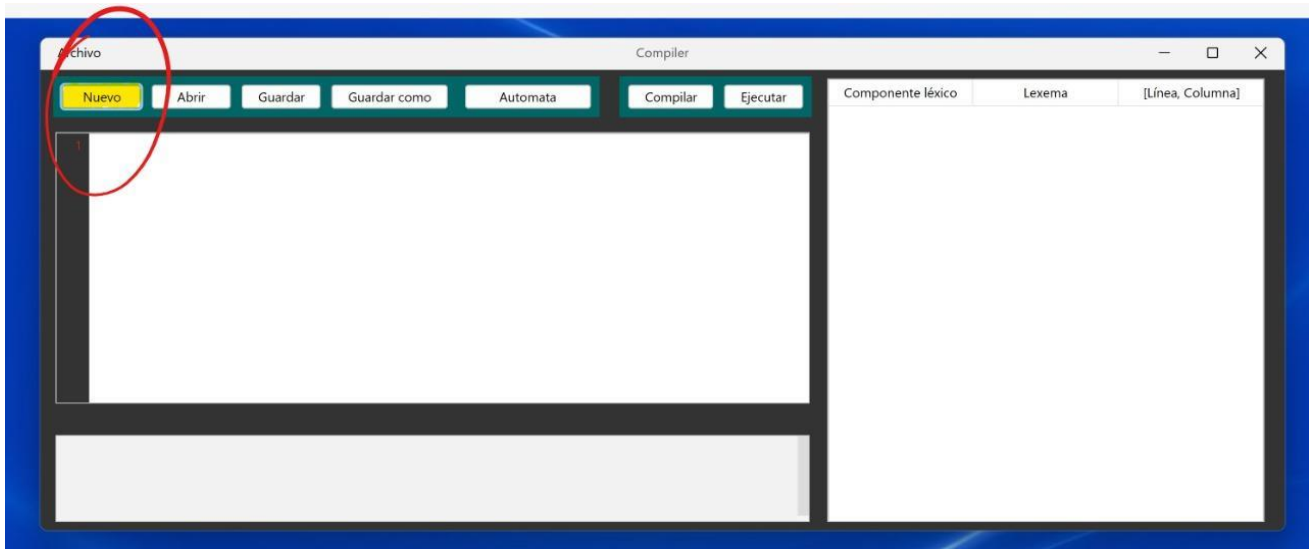 Archivo
Compiler
Nuevo Abrir Guardar Guardar como Automata Compilar Ejecutar
Componente léxico Lexema [Línea, Columna]
1